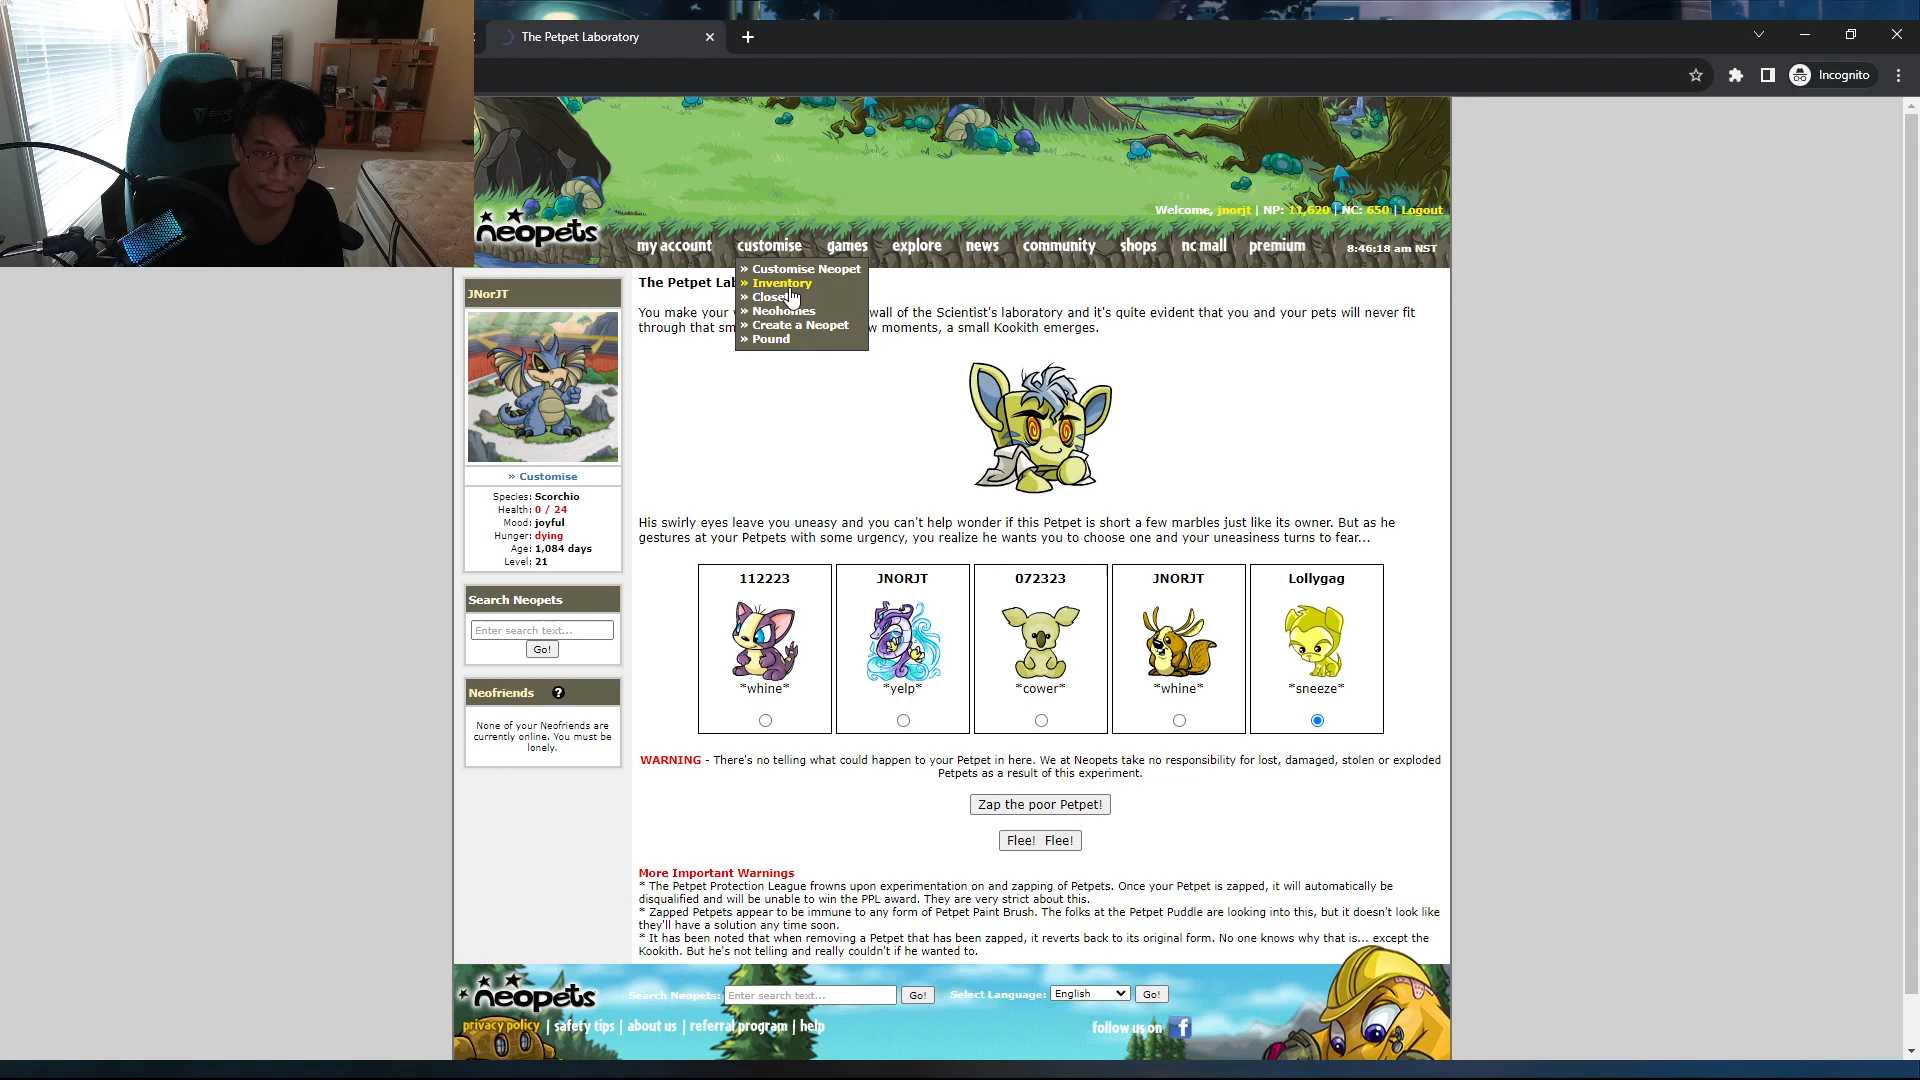 The Petpet Laboratory
Incognito
Welcome, jnorjt | NP: 11,620 | NC: 650 | Logout
neopets
my account customise games explore news community shops nc mall premium 8:46:18 am NST
» Customise Neopet
» Inventory
» Closet
» Neohomes
» Create a Neopet
» Pound
JNorJT
» Customise
Species: Scorchio
Health: 0 / 24
Mood: joyful
Hunger: dying
Age: 1,084 days
Level: 21
Search Neopets
Enter search text...
Go!
Neofriends ?
None of your Neofriends are
currently online. You must be
lonely.
The Petpet Lab
You make your wall of the Scientist's laboratory and it's quite evident that you and your pets will never fit
through that sm w moments, a small Kookith emerges.
His swirly eyes leave you uneasy and you can't help wonder if this Petpet is short a few marbles just like its owner. But as he
gestures at your Petpets with some urgency, you realize he wants you to choose one and your uneasiness turns to fear...
112223 JNORJT 072323 JNORJT Lollygag
*whine* *yelp* *cower* *whine* *sneeze*
WARNING - There's no telling what could happen to your Petpet in here. We at Neopets take no responsibility for lost, damaged, stolen or exploded
Petpets as a result of this experiment.
Zap the poor Petpet!
Flee! Flee!
More Important Warnings
* The Petpet Protection League frowns upon experimentation on and zapping of Petpets. Once your Petpet is zapped, it will automatically be
disqualified and will be unable to win the PPL award. They are very strict about this.
* Zapped Petpets appear to be immune to any form of Petpet Paint Brush. The folks at the Petpet Puddle are looking into this, but it doesn't look like
they'll have a solution any time soon.
* It has been noted that when removing a Petpet that has been zapped, it reverts back to its original form. No one knows why that is... except the
Kookith. But he's not telling and really couldn't if he wanted to.
neopets
Search Neopets: Enter search text... Go! Select Language: English Go!
privacy policy | safety tips | about us | referral program | help
follow us on f